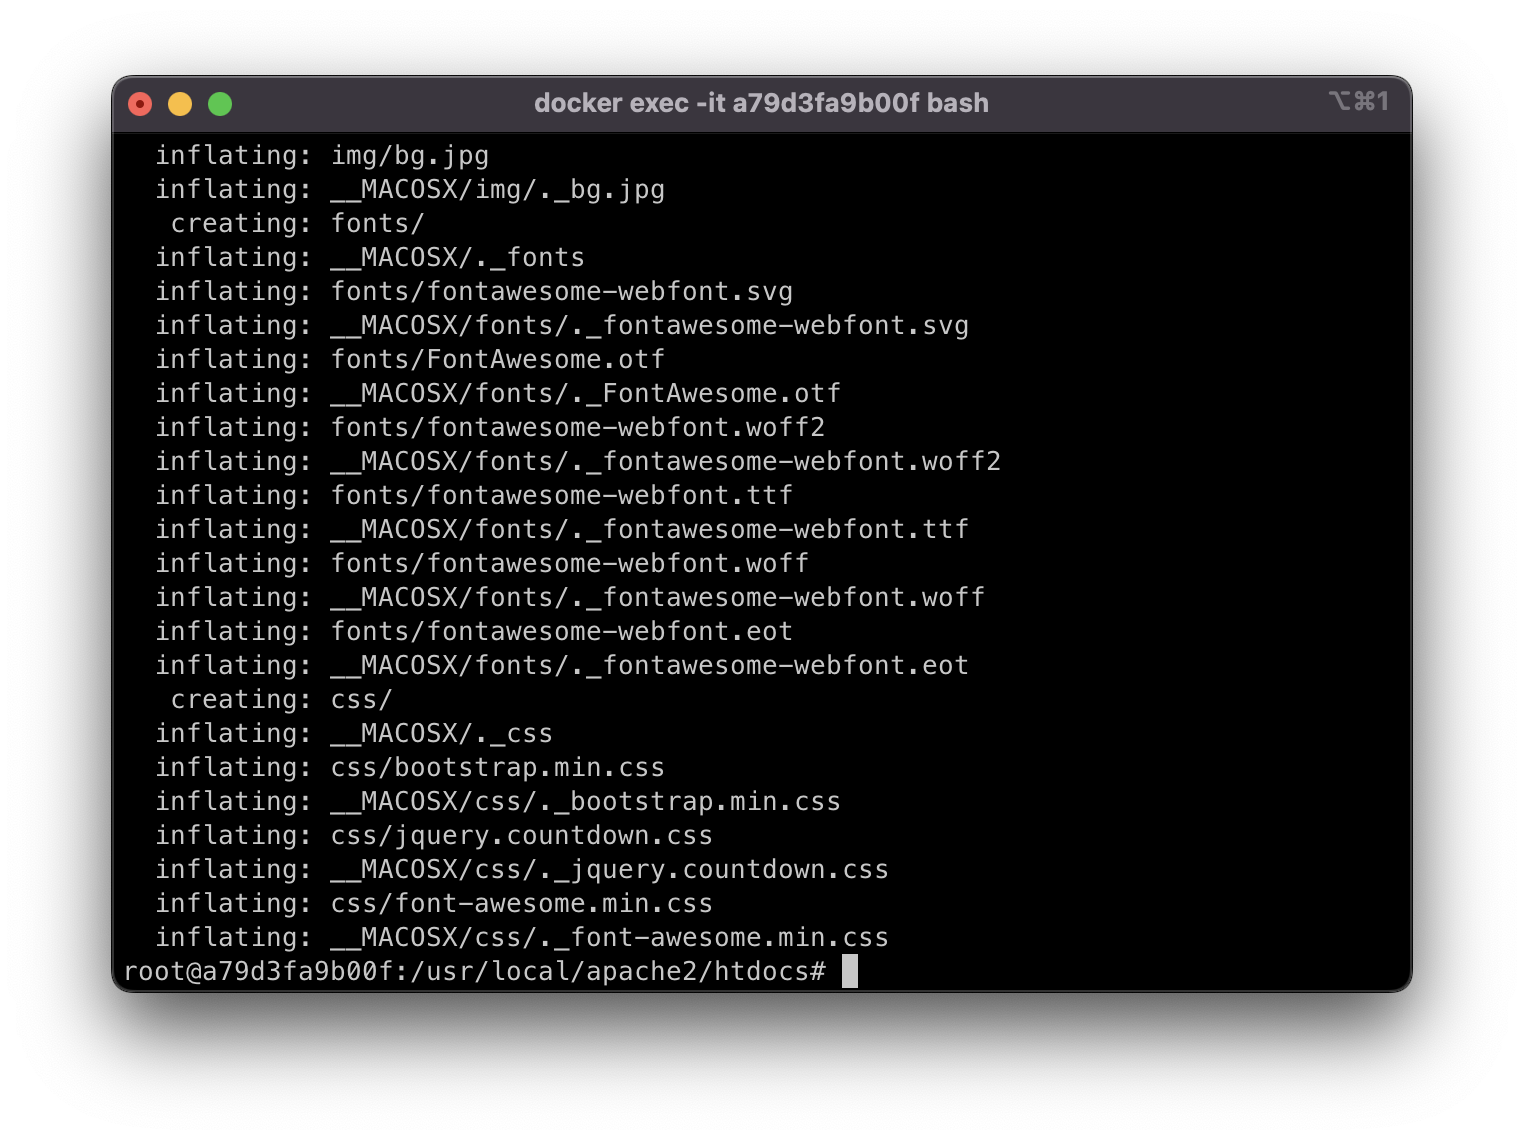 docker exec -it a79d3fa9b00f bash ⌥⌘1
inflating: img/bg.jpg
inflating: __MACOSX/img/._bg.jpg
creating: fonts/
inflating: __MACOSX/._fonts
inflating: fonts/fontawesome-webfont.svg
inflating: __MACOSX/fonts/._fontawesome-webfont.svg
inflating: fonts/FontAwesome.otf
inflating: __MACOSX/fonts/._FontAwesome.otf
inflating: fonts/fontawesome-webfont.woff2
inflating: __MACOSX/fonts/._fontawesome-webfont.woff2
inflating: fonts/fontawesome-webfont.ttf
inflating: __MACOSX/fonts/._fontawesome-webfont.ttf
inflating: fonts/fontawesome-webfont.woff
inflating: __MACOSX/fonts/._fontawesome-webfont.woff
inflating: fonts/fontawesome-webfont.eot
inflating: __MACOSX/fonts/._fontawesome-webfont.eot
creating: css/
inflating: __MACOSX/._css
inflating: css/bootstrap.min.css
inflating: __MACOSX/css/._bootstrap.min.css
inflating: css/jquery.countdown.css
inflating: __MACOSX/css/._jquery.countdown.css
inflating: css/font-awesome.min.css
inflating: __MACOSX/css/._font-awesome.min.css
root@a79d3fa9b00f:/usr/local/apache2/htdocs#